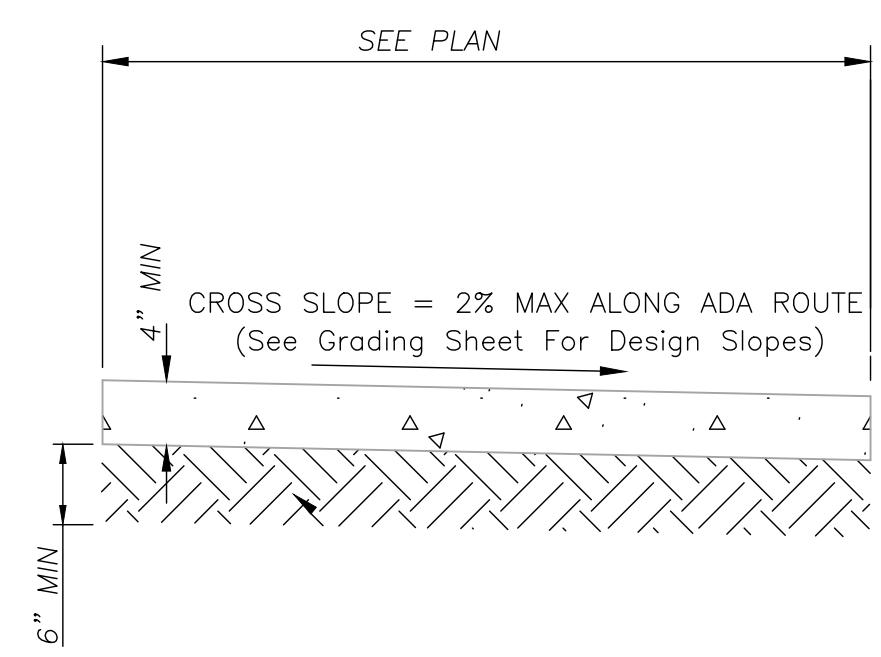 SEE PLAN
4” MIN
CROSS SLOPE = 2% MAX ALONG ADA ROUTE
(See Grading Sheet For Design Slopes)
6” MIN